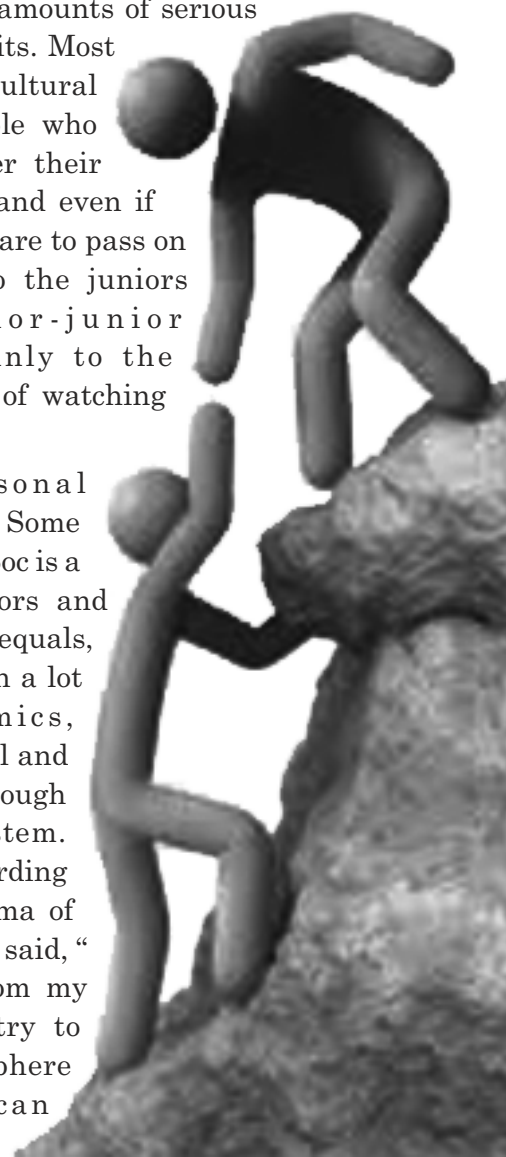 amounts of serious
its. Most
ultural
le who
er their
and even if
are to pass on
o the juniors
or-junior
nly to the
of watching
sonal
Some
oc is a
ors and
equals,
n a lot
mics,
l and
ough
stem.
rding
ma of
said, “
om my
try to
phere
can